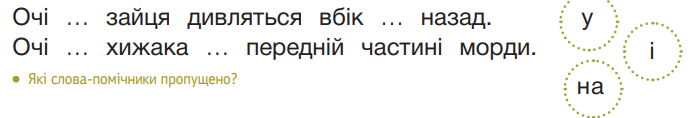 Очі … зайця дивляться вбік … назад.
Очі … хижака … передній частині морди.
• Які слова-помічники пропущено?
у
і
на